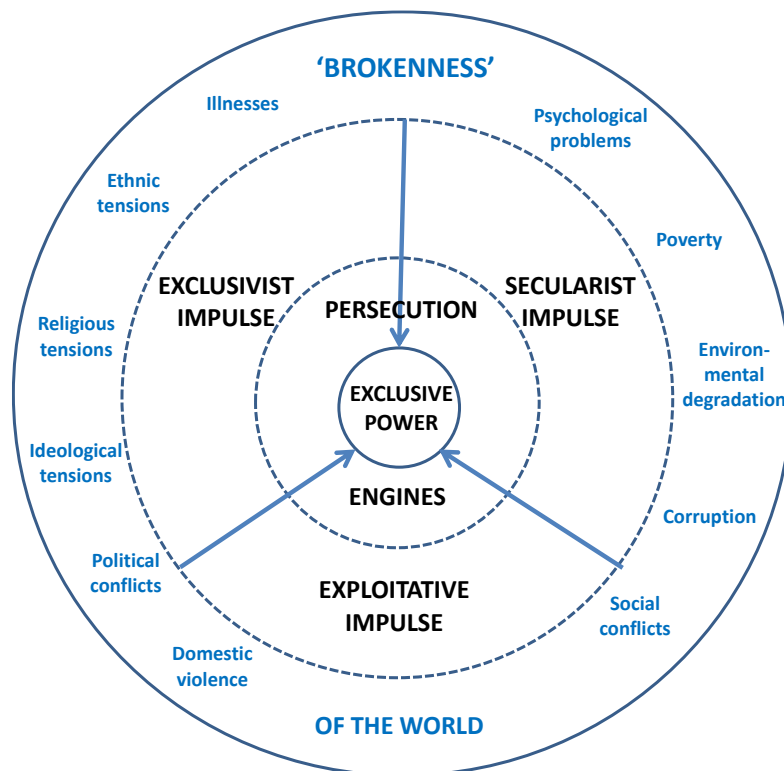 ‘BROKENNESS’
Illnesses
Psychological
problems
Ethnic
tensions
Poverty
EXCLUSIVIST
IMPULSE
PERSECUTION
SECULARIST
IMPULSE
Religious
tensions
Environ-
mental
degradation
EXCLUSIVE
POWER
Ideological
tensions
ENGINES
Corruption
Political
conflicts
EXPLOITATIVE
IMPULSE
Social
conflicts
Domestic
violence
OF THE WORLD